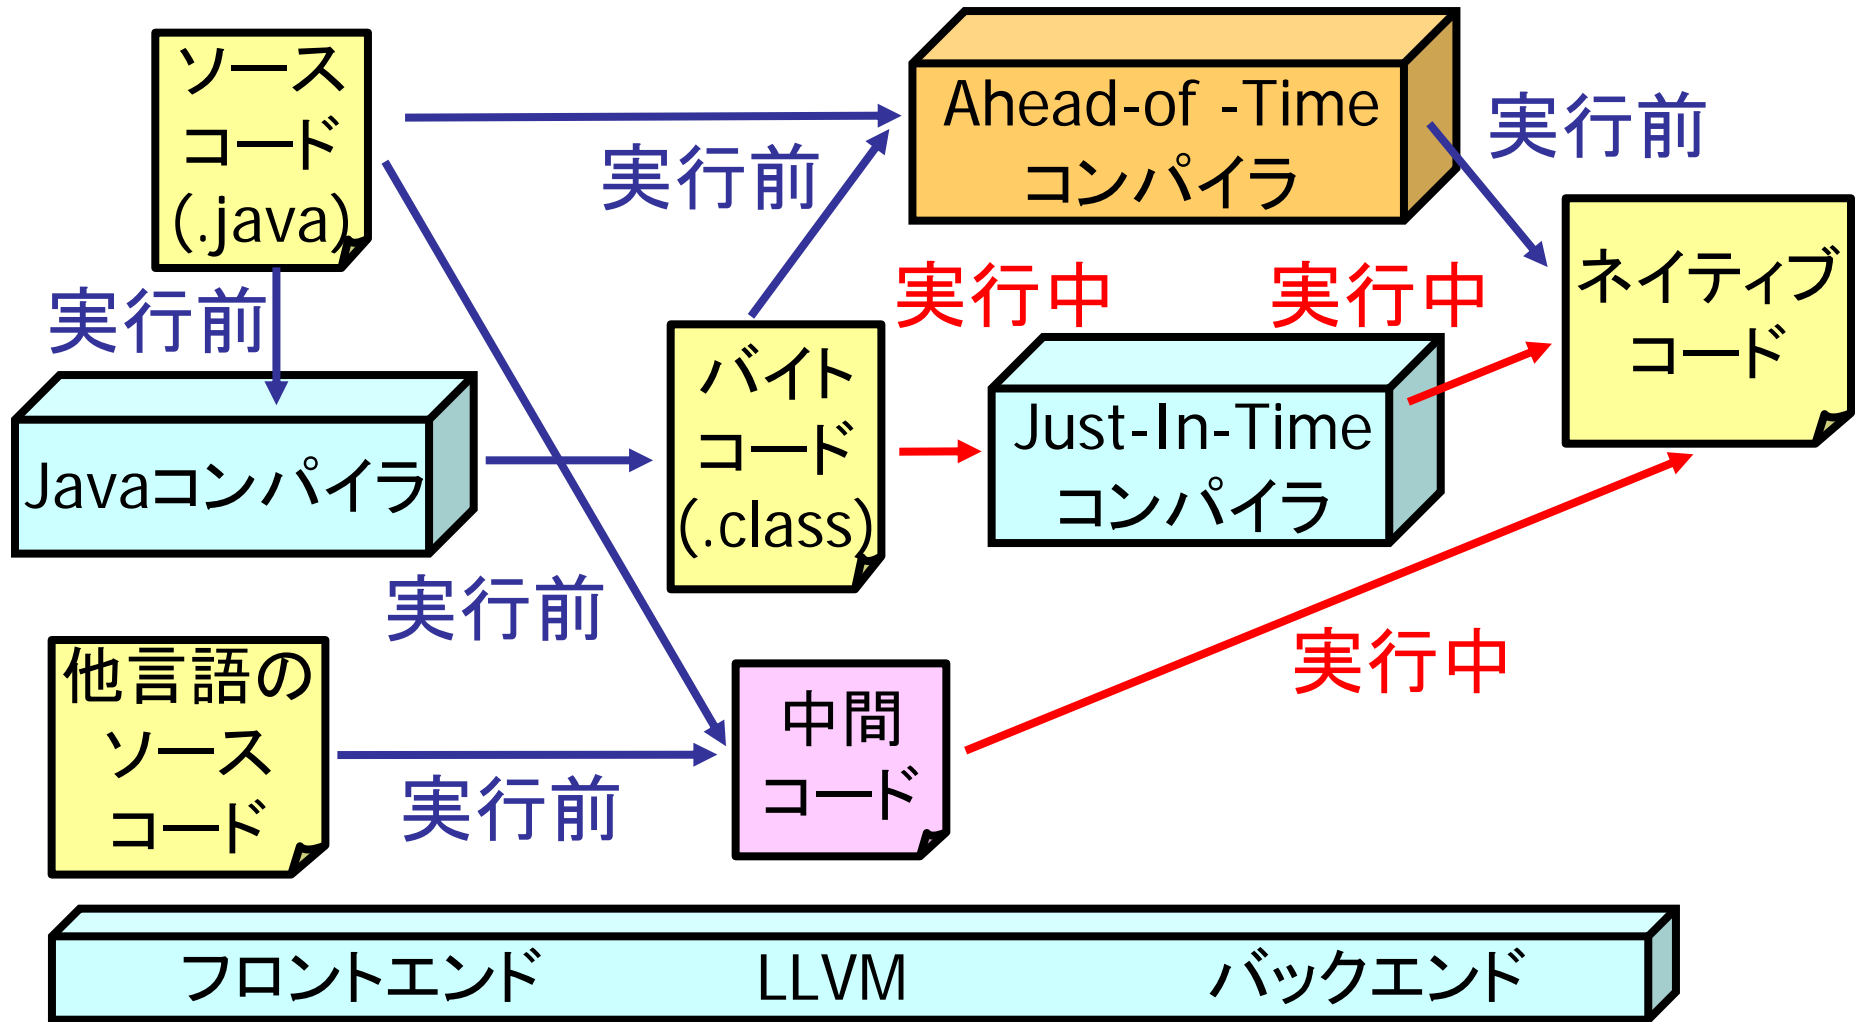 ソース
コード
(.java)
Ahead-of -Time
コンパイラ
実行前
実行前
実行前
ネイティブ
コード
実行中
実行中
バイト
コード
(.class)
Just-In-Time
コンパイラ
Javaコンパイラ
実行前
実行中
他言語の
ソース
コード
実行前
中間
コード
フロントエンド LLVM バックエンド